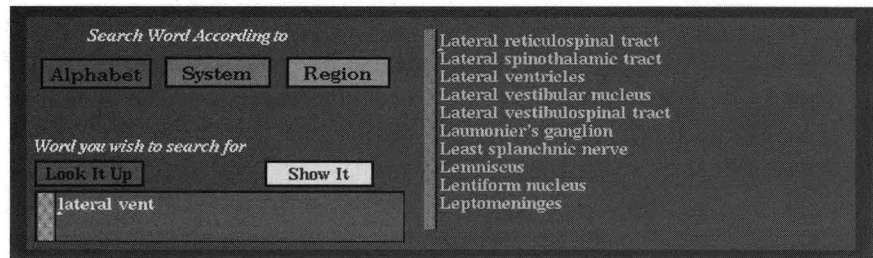 Search Word According to
Alphabet System Region
Word you wish to search for
Look It Up Show It
lateral vent
Lateral reticulospinal tract
Lateral spinothalamic tract
Lateral ventricles
Lateral vestibular nucleus
Lateral vestibulospinal tract
Laumonier's ganglion
Least splanchnic nerve
Lemniscus
Lentiform nucleus
Leptomeninges